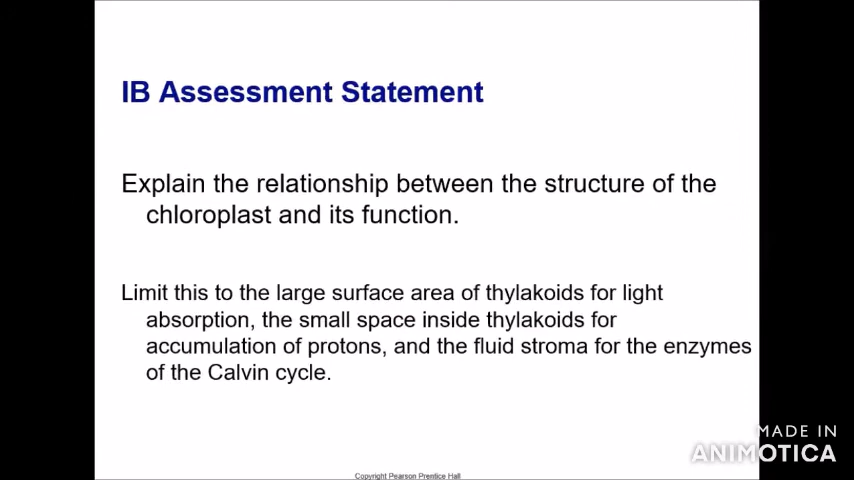 IB Assessment Statement
Explain the relationship between the structure of the
chloroplast and its function.
Limit this to the large surface area of thylakoids for light
absorption, the small space inside thylakoids for
accumulation of protons, and the fluid stroma for the enzymes
of the Calvin cycle.
MADE IN
ANIMOTICA
Copyright Pearson Prentice Hall